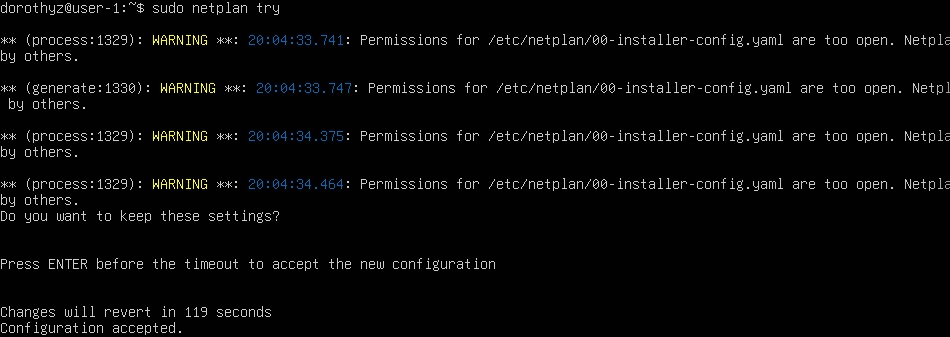 dorothyz@user-1:~$ sudo netplan try
** (process:1329): WARNING **: 20:04:33.741: Permissions for /etc/netplan/00-installer-config.yaml are too open. Netpla
by others.
** (generate:1330): WARNING **: 20:04:33.747: Permissions for /etc/netplan/00-installer-config.yaml are too open. Netpl
by others.
** (process:1329): WARNING **: 20:04:34.375: Permissions for /etc/netplan/00-installer-config.yaml are too open. Netpla
by others.
** (process:1329): WARNING **: 20:04:34.464: Permissions for /etc/netplan/00-installer-config.yaml are too open. Netpla
by others.
Do you want to keep these settings?
Press ENTER before the timeout to accept the new configuration
Changes will revert in 119 seconds
Configuration accepted.